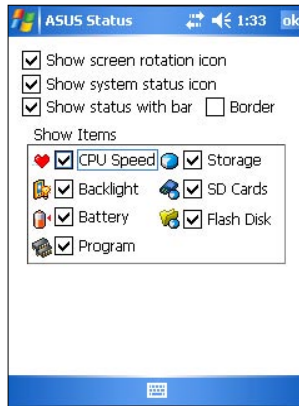 ASUS Status 1:33 ok
Show screen rotation icon
Show system status icon
Show status with bar Border
Show Items
CPU Speed Storage
Backlight SD Cards
Battery Flash Disk
Program